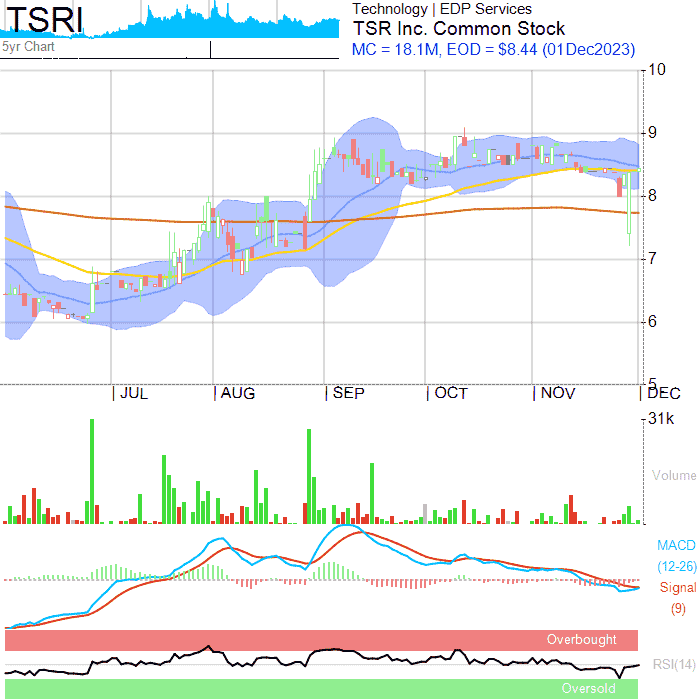 TSRI
5yr Chart
Technology | EDP Services
TSR Inc. Common Stock
MC = 18.1M, EOD = $8.44 (01Dec2023)
10
9
8
7
6
5
JUL AUG SEP OCT NOV DEC
31k
Volume
MACD
(12-26)
Signal
(9)
Overbought
RSI(14)
Oversold